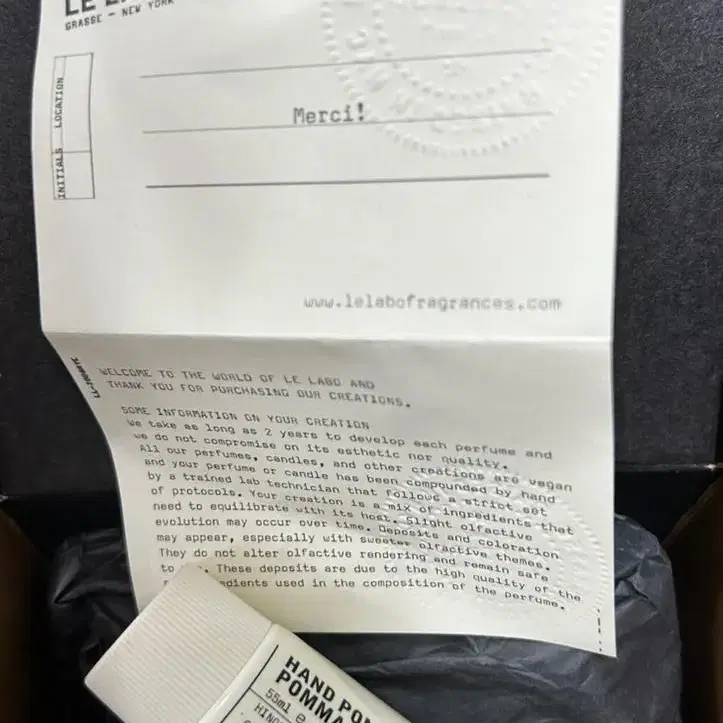 LE
GRASSE - NEW YORK
LOCATION
INITIALS
Merci!
www.lelabofragrances.com
WELCOME TO THE WORLD OF LE LABO AND
THANK YOU FOR PURCHASING OUR CREATIONS.
SOME INFORMATION ON YOUR CREATION
We take as long as 2 years to develop each perfume and
we do not compromise on its esthetic nor quality.
All our perfumes, candles, and other creations are vegan
and your perfume or candle has been compounded by hand
by a trained lab technician that follows a strict set
of protocols. Your creation is a mix of ingredients that
need to equilibrate with its host. Slight olfactive
evolution may occur over time. Deposits and coloration
may appear, especially with sweeter olfactive themes.
They do not alter olfactive rendering and remain safe
to These deposits are due to the high quality of the
used in the composition of the perfume.
HAND
55ml e